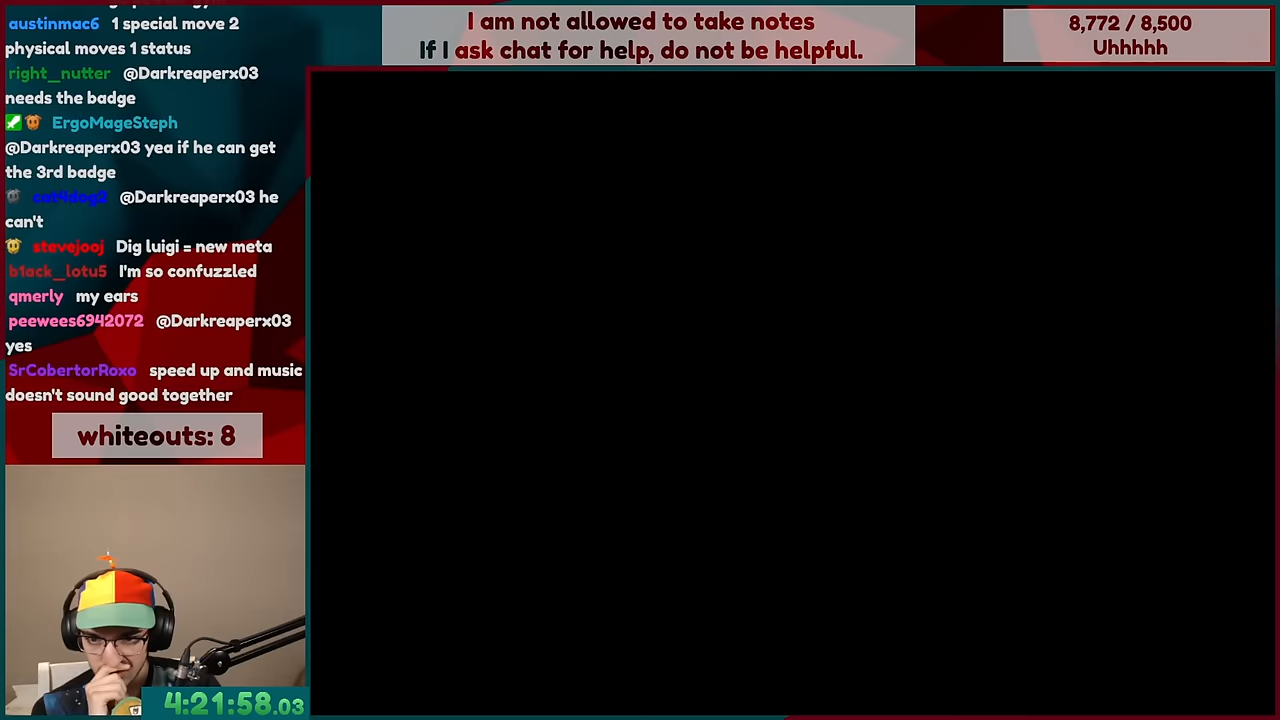 austinmac6 1 special move 2
physical moves 1 status
right_nutter @Darkreaperx03
needs the badge
ErgoMageSteph
@Darkreaperx03 yea if he can get
the 3rd badge
cat4dog2 @Darkreaperx03 he
can't
stevejooj Dig luigi = new meta
b1ack_lotu5 I'm so confuzzled
qmerly my ears
peewees6942072 @Darkreaperx03
yes
SrCobertorRoxo speed up and music
doesn't sound good together
whiteouts: 8
4:21:58.03
I am not allowed to take notes
If I ask chat for help, do not be helpful.
8,772 / 8,500
Uhhhhh